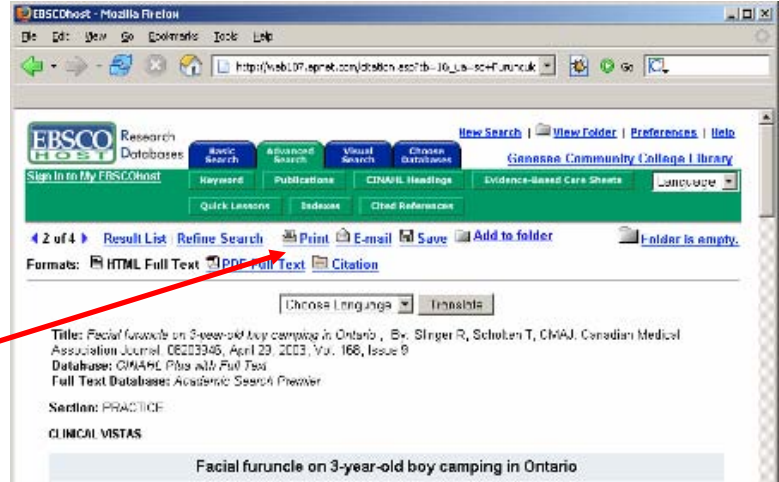 EBSCOhost - Mozilla Firefox
File Edit View Go Bookmarks Tools Help
Go
New Search | View Folder | Preferences | Help
EBSCO HOST Research Databases
Basic Search Advanced Search Visual Search Choose Databases
Genesee Community College Library
Sign In to My EBSCOhost
Keyword Publications CINAHL Headings Evidence-Based Care Sheets Language
Quick Lessons Indexes Cited References
2 of 4 Result List Refine Search Print E-mail Save Add to folder Folder is empty.
Formats: HTML Full Text PDF Full Text Citation
Choose Language Translate
Title: Facial furuncle on 3-year-old boy camping in Ontario , By: Slinger R, Scholten T, CMAJ: Canadian Medical
Association Journal, 08203946, April 29, 2003, Vol. 168, Issue 9
Database: CINAHL Plus with Full Text
Full Text Database: Academic Search Premier
Section: PRACTICE
CLINICAL VISTAS
Facial furuncle on 3-year-old boy camping in Ontario